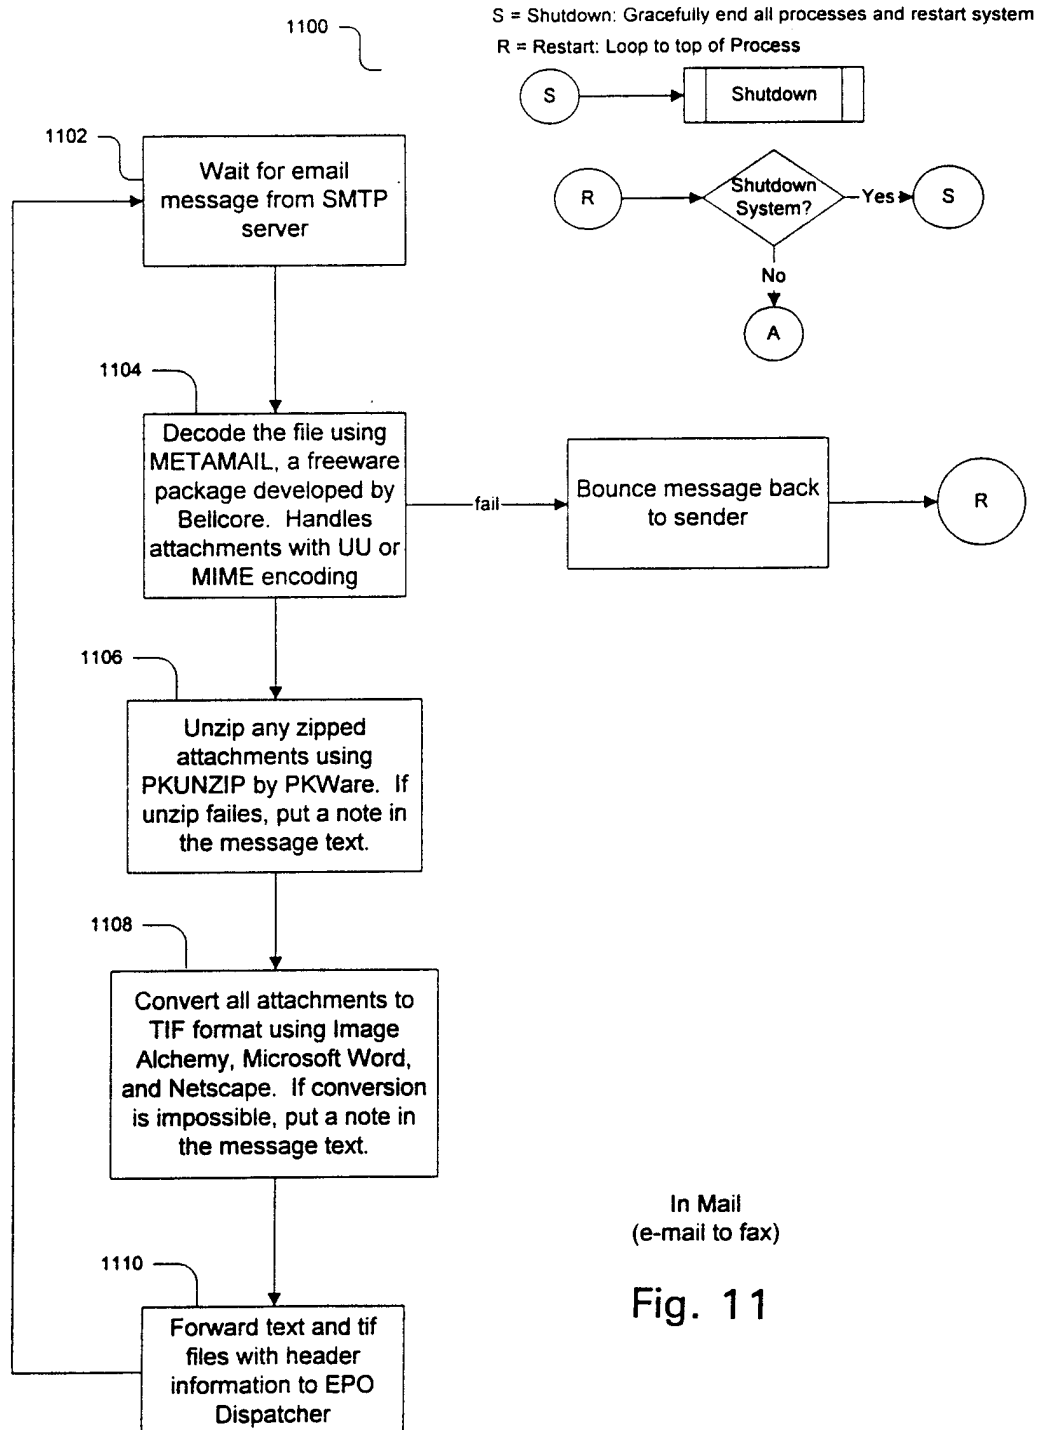 1100
S = Shutdown: Gracefully end all processes and restart system
R = Restart: Loop to top of Process
S
Shutdown
1102
Wait for email
message from SMTP
server
R
Shutdown
System?
Yes
S
No
A
1104
Decode the file using
METAMAIL, a freeware
package developed by
Bellcore. Handles
attachments with UU or
MIME encoding
fail
Bounce message back
to sender
R
1106
Unzip any zipped
attachments using
PKUNZIP by PKWare. If
unzip failes, put a note in
the message text.
1108
Convert all attachments to
TIF format using Image
Alchemy, Microsoft Word,
and Netscape. If conversion
is impossible, put a note in
the message text.
In Mail
(e-mail to fax)
1110
Fig. 11
Forward text and tif
files with header
information to EPO
Dispatcher